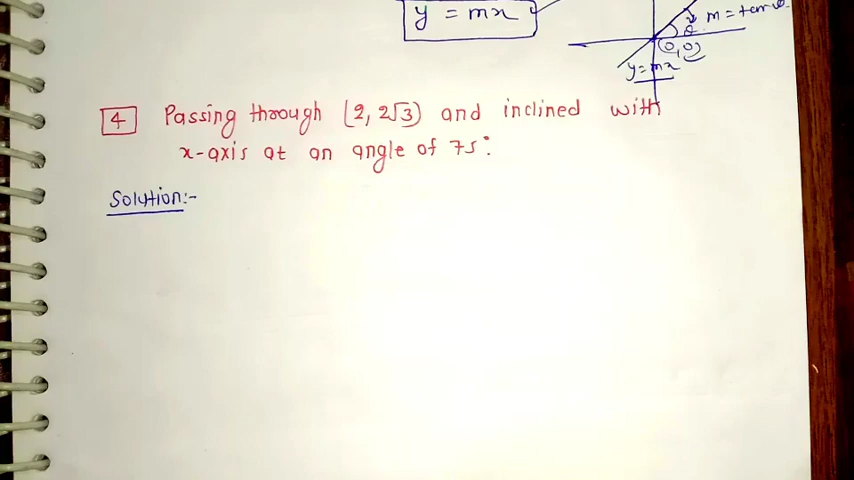 y = mx
m = tanθ
θ
(0,0)
y = mx
4 Passing through (2, 2√3) and inclined with
x-axis at an angle of 75°.
Solution:-